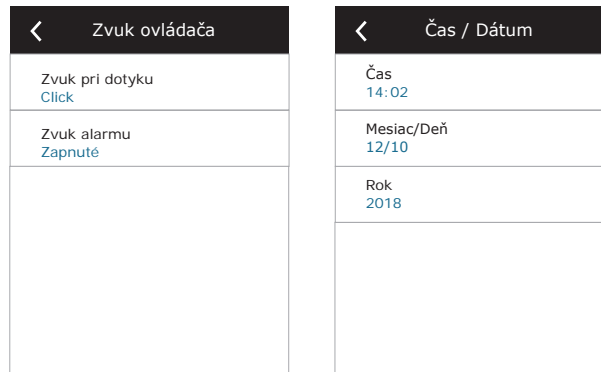 Zvuk ovládača
Zvuk pri dotyku
Click
Zvuk alarmu
Zapnuté
Čas / Dátum
Čas
14:02
Mesiac/Deň
12/10
Rok
2018